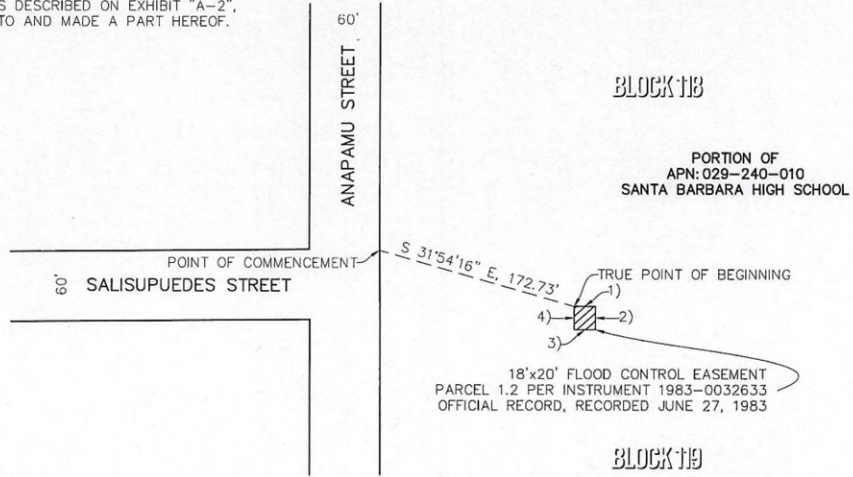 S DESCRIBED ON EXHIBIT "A-2",
TO AND MADE A PART HEREOF.
60'
ANAPAMU STREET
BLOCK 118
PORTION OF
APN: 029-240-010
SANTA BARBARA HIGH SCHOOL
POINT OF COMMENCEMENT
S 31°54'16" E, 172.73'
60'
SALISUPUEDES STREET
TRUE POINT OF BEGINNING
1)
4)
2)
3)
18'x20' FLOOD CONTROL EASEMENT
PARCEL 1.2 PER INSTRUMENT 1983-0032633
OFFICIAL RECORD, RECORDED JUNE 27, 1983
BLOCK 119